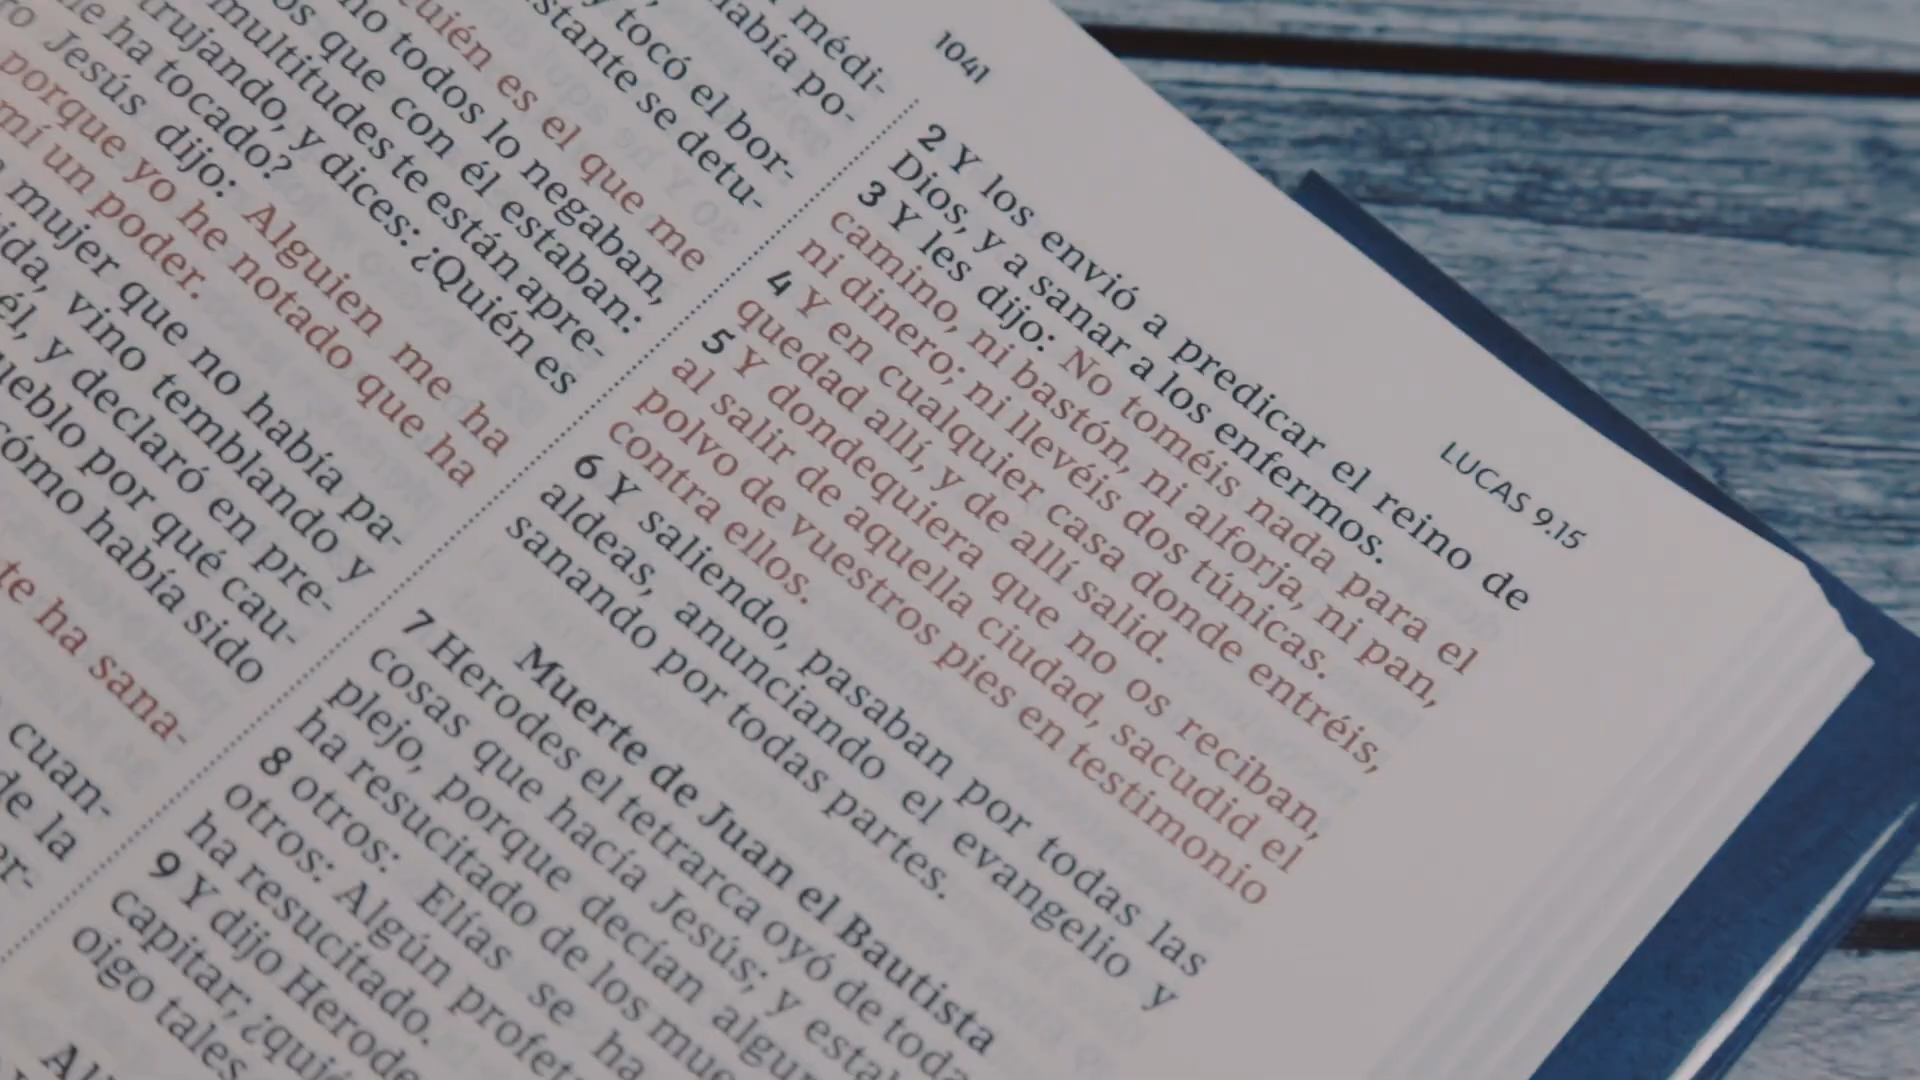 1041
LUCAS 9.15
médi-
había po-
y tocó el bor-
stante se detu-
quién es el que me
no todos lo negaban,
os que con él estaban:
multitudes te están apre-
trujando, y dices: ¿Quién es
me ha tocado?
Jesús dijo: Alguien me ha
porque yo he notado que ha
mí un poder.
mujer que no había pa-
vino temblando y
él, y declaró en pre-
por qué cau-
cómo había sido
te ha sana-
cuan-
de la
2 Y los envió a predicar el reino de
Dios, y a sanar a los enfermos.
3 Y les dijo: No toméis nada para el
camino, ni bastón, ni alforja, ni pan,
ni dinero; ni llevéis dos túnicas.
4 Y en cualquier casa donde entréis,
quedad allí, y de allí salid.
5 Y dondequiera que no os reciban,
al salir de aquella ciudad, sacudid el
polvo de vuestros pies en testimonio
contra ellos.
6 Y saliendo, pasaban por todas las
aldeas, anunciando el evangelio y
sanando por todas partes.
Muerte de Juan el Bautista
7 Herodes el tetrarca oyó de toda
cosas que hacía Jesús; y estab
plejo, porque decían algun
ha resucitado de los mue
8 otros: Elías se ha
otros: Algún profet
ha resucitado.
9 Y dijo Herode
capitar; ¿qui
oigo tales